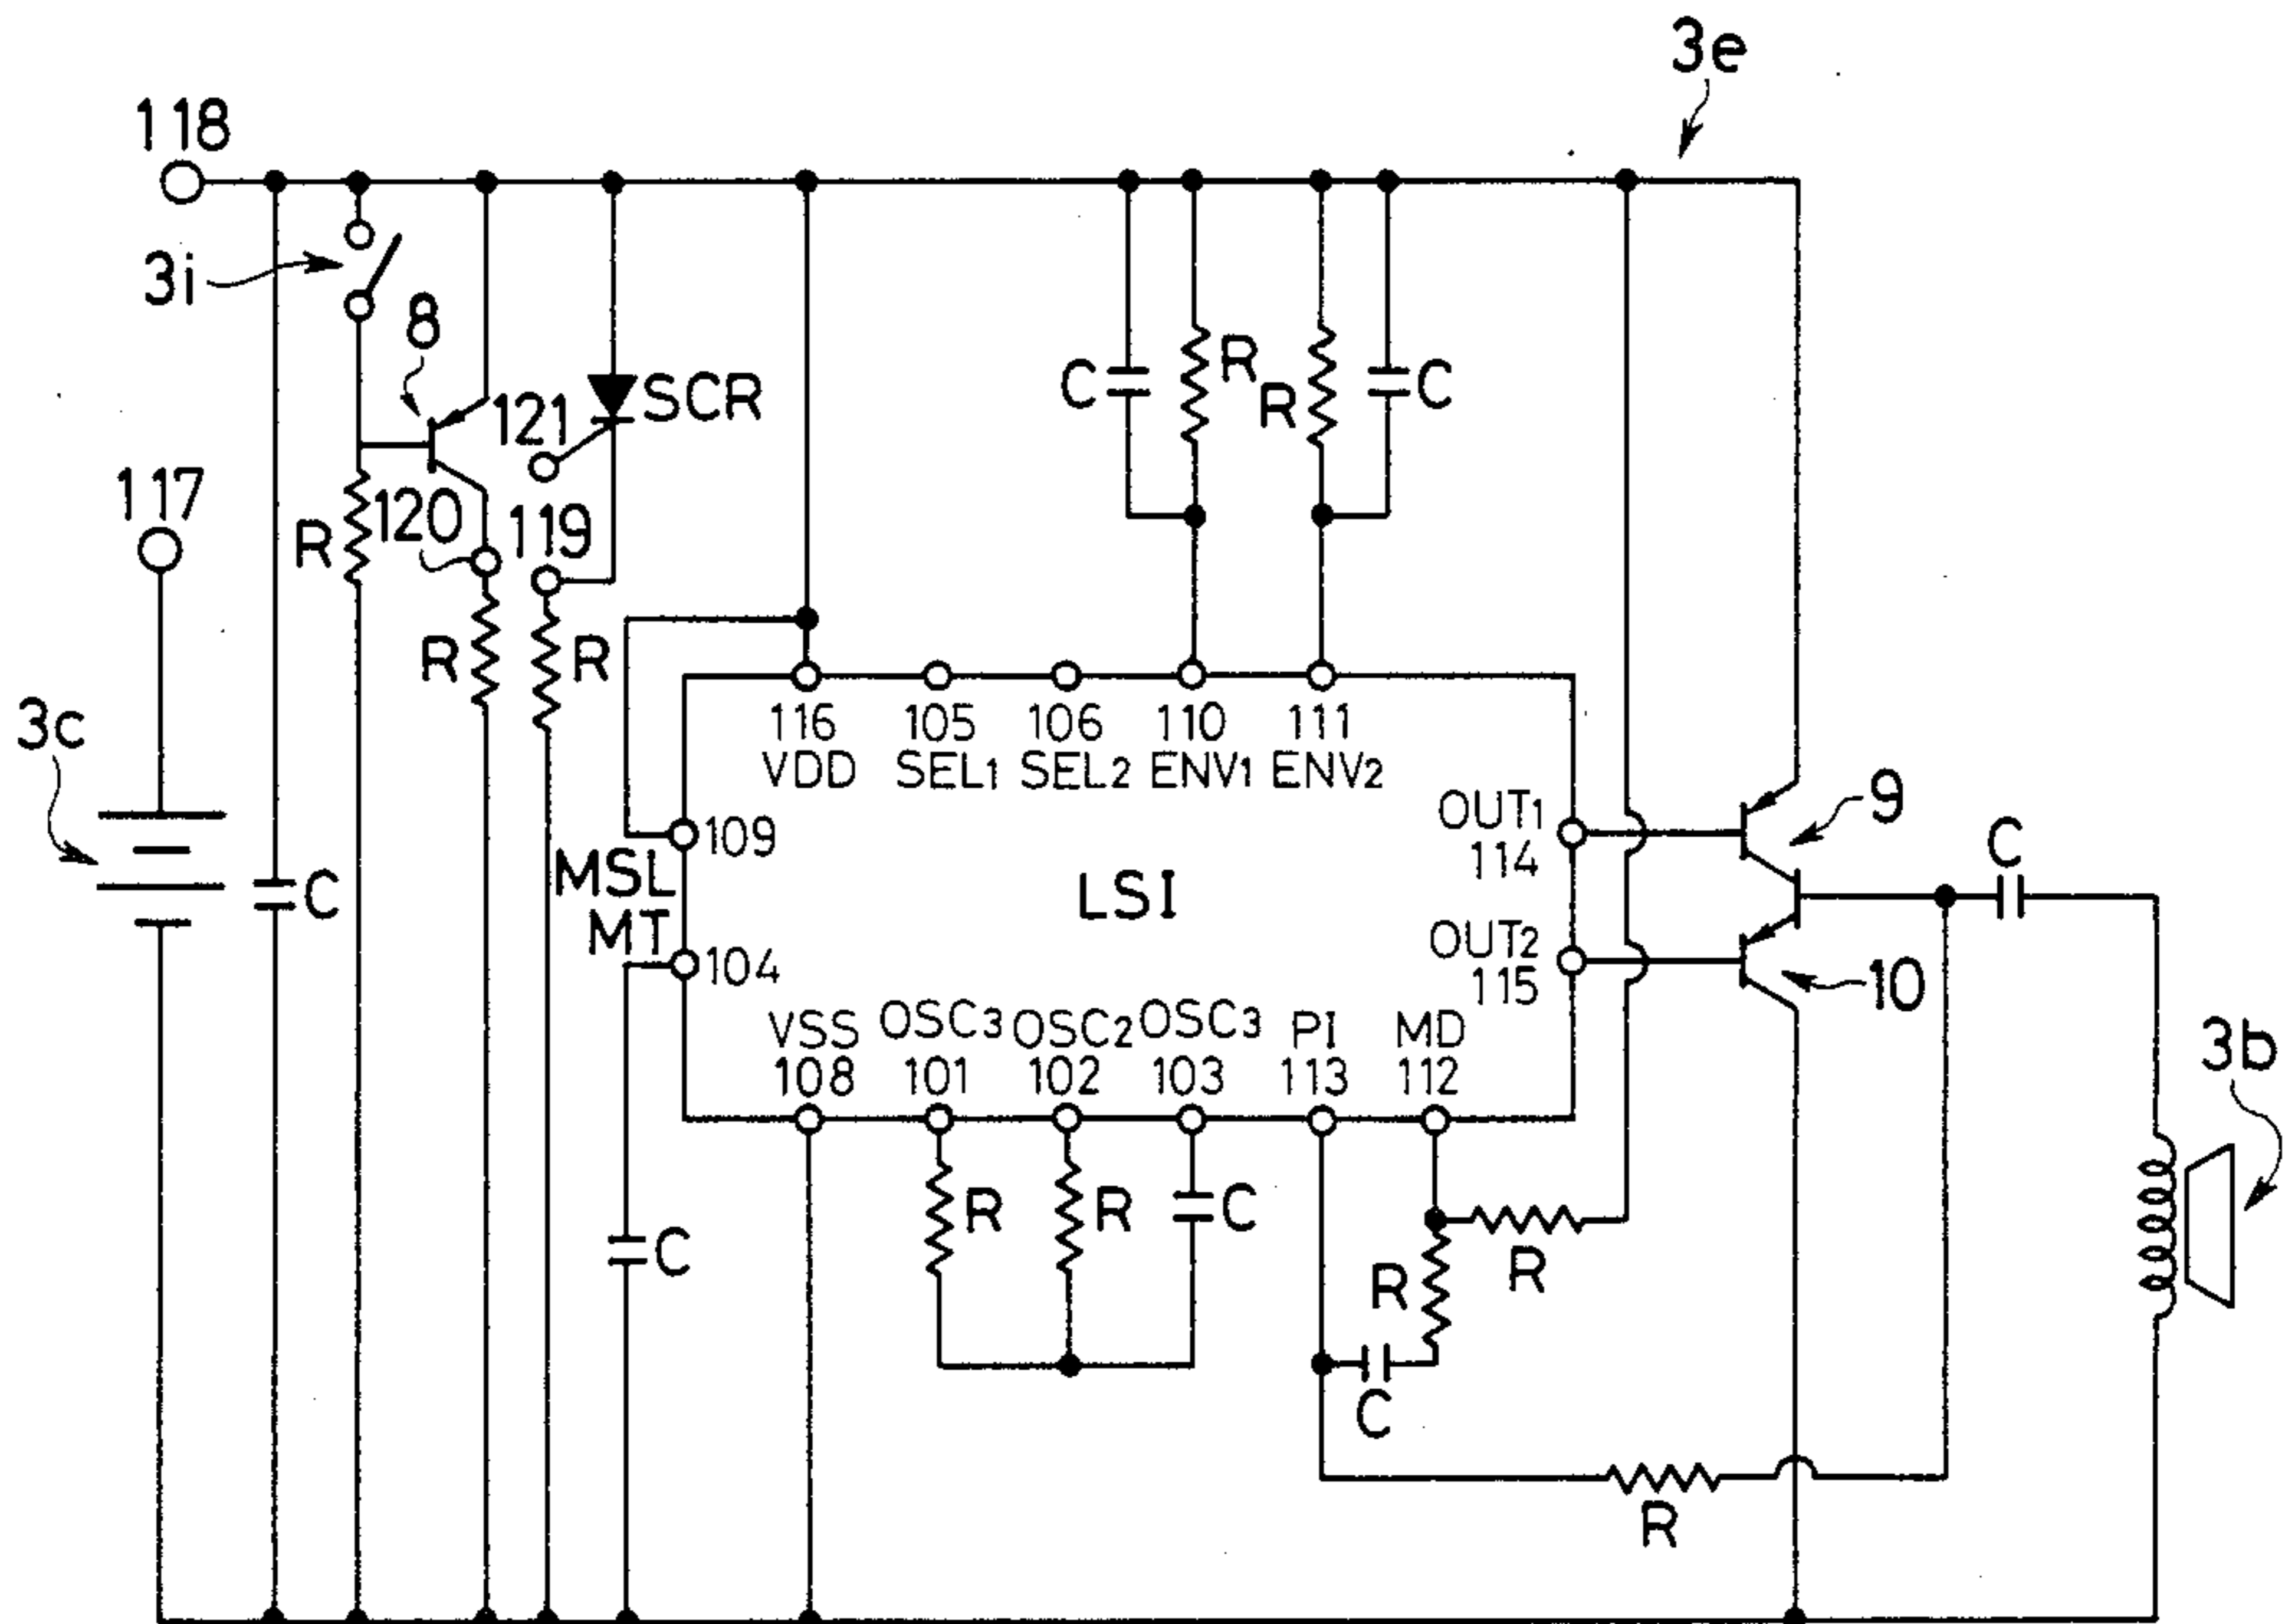 3e
118
3i
8
121
SCR
C
R
R
C
117
R
120
119
R
R
3c
116
105
106
110
111
VDD
SEL1
SEL2
ENV1
ENV2
OUT1
114
9
C
109
MSL
MT
104
LSI
C
OUT2
115
10
VSS
108
OSC3
101
OSC2
102
OSC3
103
PI
113
MD
112
3b
R
R
C
C
R
R
C
R